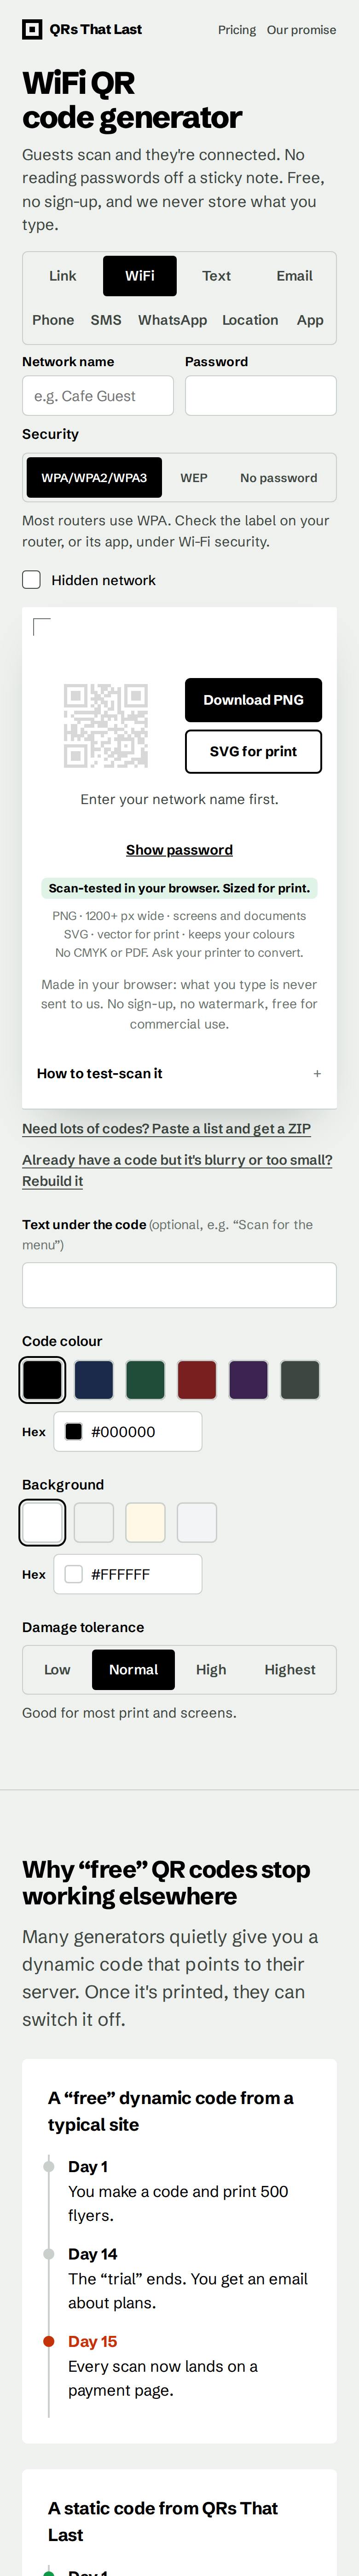 QRs That Last
Pricing
Our promise
WiFi QR
code generator
Guests scan and they're connected. No
reading passwords off a sticky note. Free,
no sign-up, and we never store what you
type.
Link
WiFi
Text
Email
Phone
SMS
WhatsApp
Location
App
Network name
Password
e.g. Cafe Guest
Security
WPA/WPA2/WPA3
WEP
No password
Most routers use WPA. Check the label on your
router, or its app, under Wi-Fi security.
Hidden network
Download PNG
SVG for print
Enter your network name first.
Show password
Scan-tested in your browser. Sized for print.
PNG · 1200+ px wide · screens and documents
SVG · vector for print · keeps your colours
No CMYK or PDF. Ask your printer to convert.
Made in your browser: what you type is never
sent to us. No sign-up, no watermark, free for
commercial use.
How to test-scan it
+
Need lots of codes? Paste a list and get a ZIP
Already have a code but it's blurry or too small?
Rebuild it
Text under the code (optional, e.g. “Scan for the
menu”)
Code colour
Hex
#000000
Background
Hex
#FFFFFF
Damage tolerance
Low
Normal
High
Highest
Good for most print and screens.
Why “free” QR codes stop
working elsewhere
Many generators quietly give you a
dynamic code that points to their
server. Once it's printed, they can
switch it off.
A “free” dynamic code from a
typical site
Day 1
You make a code and print 500
flyers.
Day 14
The “trial” ends. You get an email
about plans.
Day 15
Every scan now lands on a
payment page.
A static code from QRs That
Last
Day 1